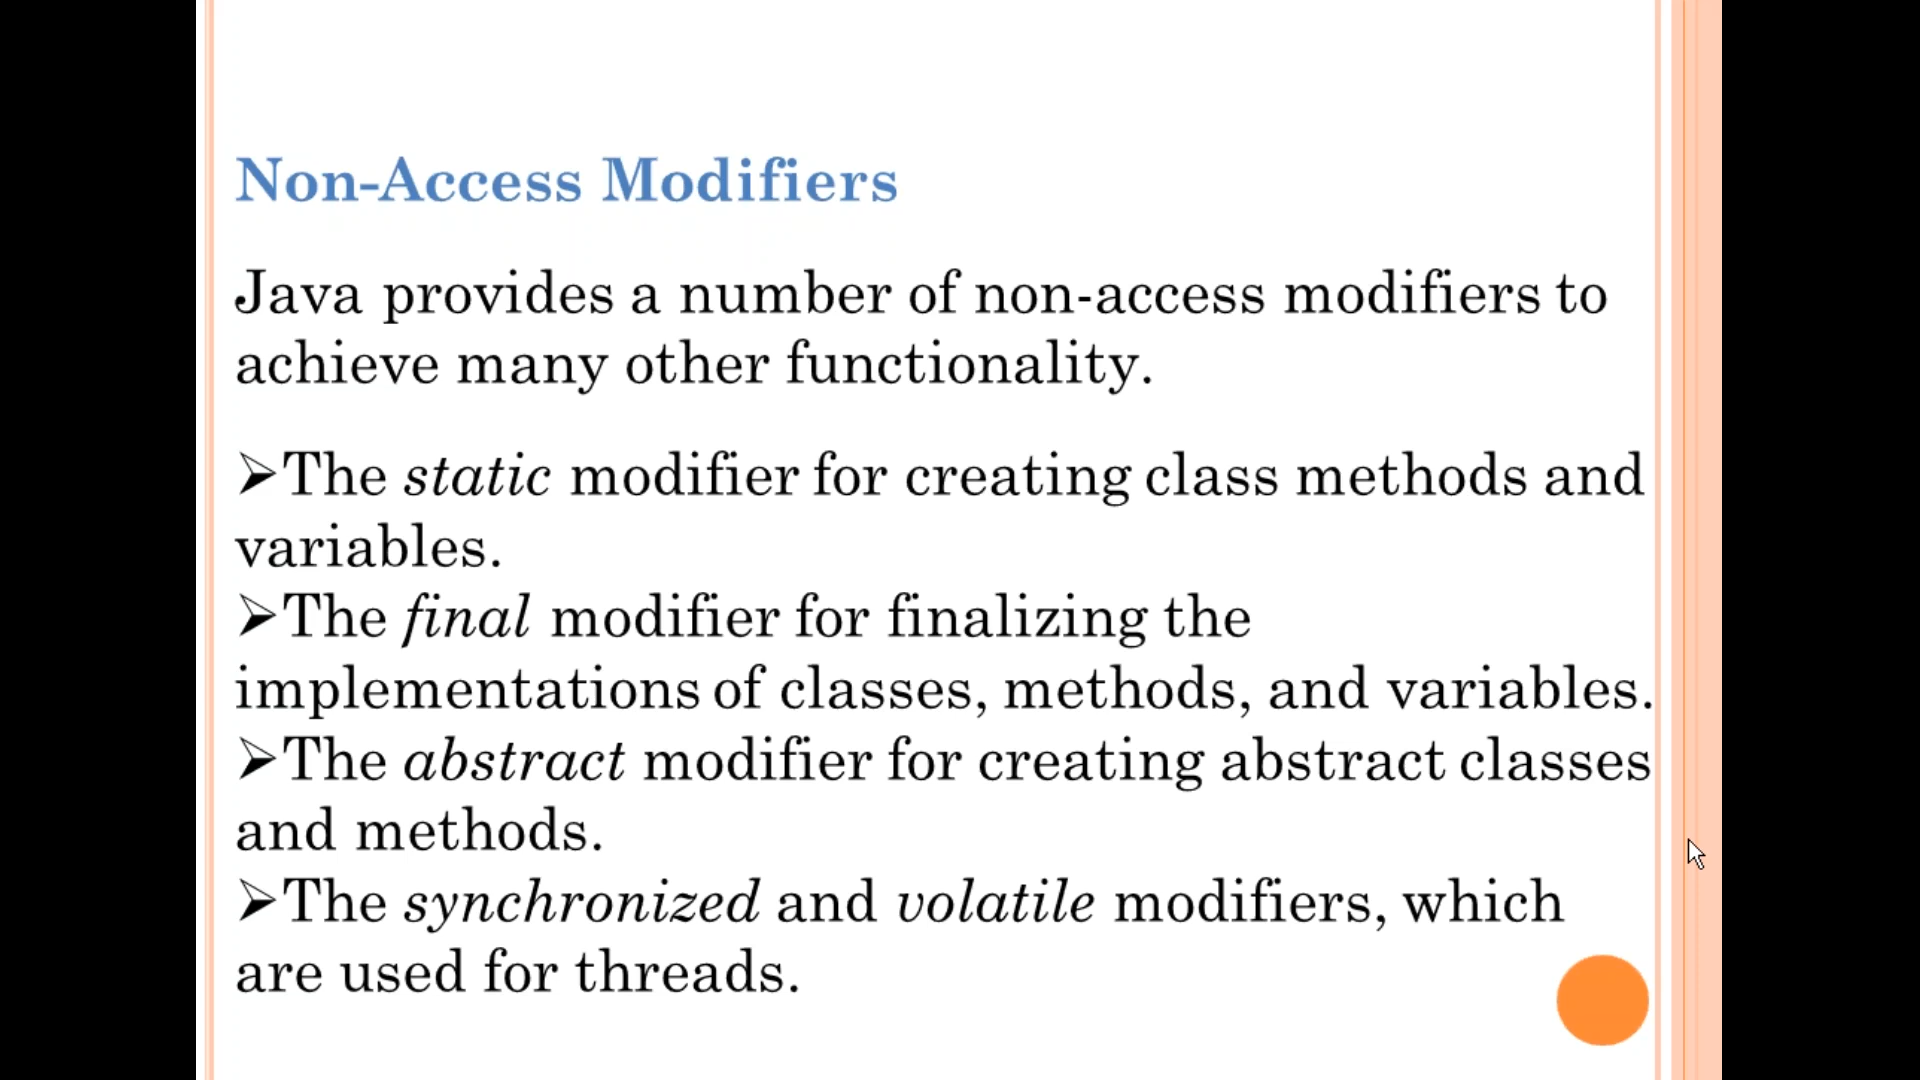 Non-Access Modifiers
Java provides a number of non-access modifiers to
achieve many other functionality.
➢The static modifier for creating class methods and
variables.
➢The final modifier for finalizing the
implementations of classes, methods, and variables.
➢The abstract modifier for creating abstract classes
and methods.
➢The synchronized and volatile modifiers, which
are used for threads.